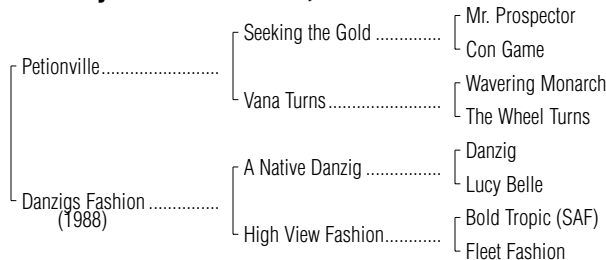 Mr. Prospector
Seeking the Gold ..............
Con Game
Petionville.........................
Wavering Monarch
Vana Turns........................
The Wheel Turns
Danzig
A Native Danzig ................
Lucy Belle
Danzigs Fashion ...............
(1988)
Bold Tropic (SAF)
High View Fashion............
Fleet Fashion